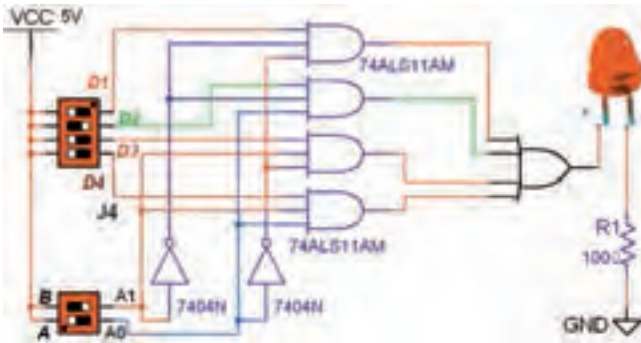 VCC 5V
D1
74ALS11AM
D2
D3
D4
J4
74ALS11AM
R1
100Ω
B
A1
7404N
7404N
A
A0
GND